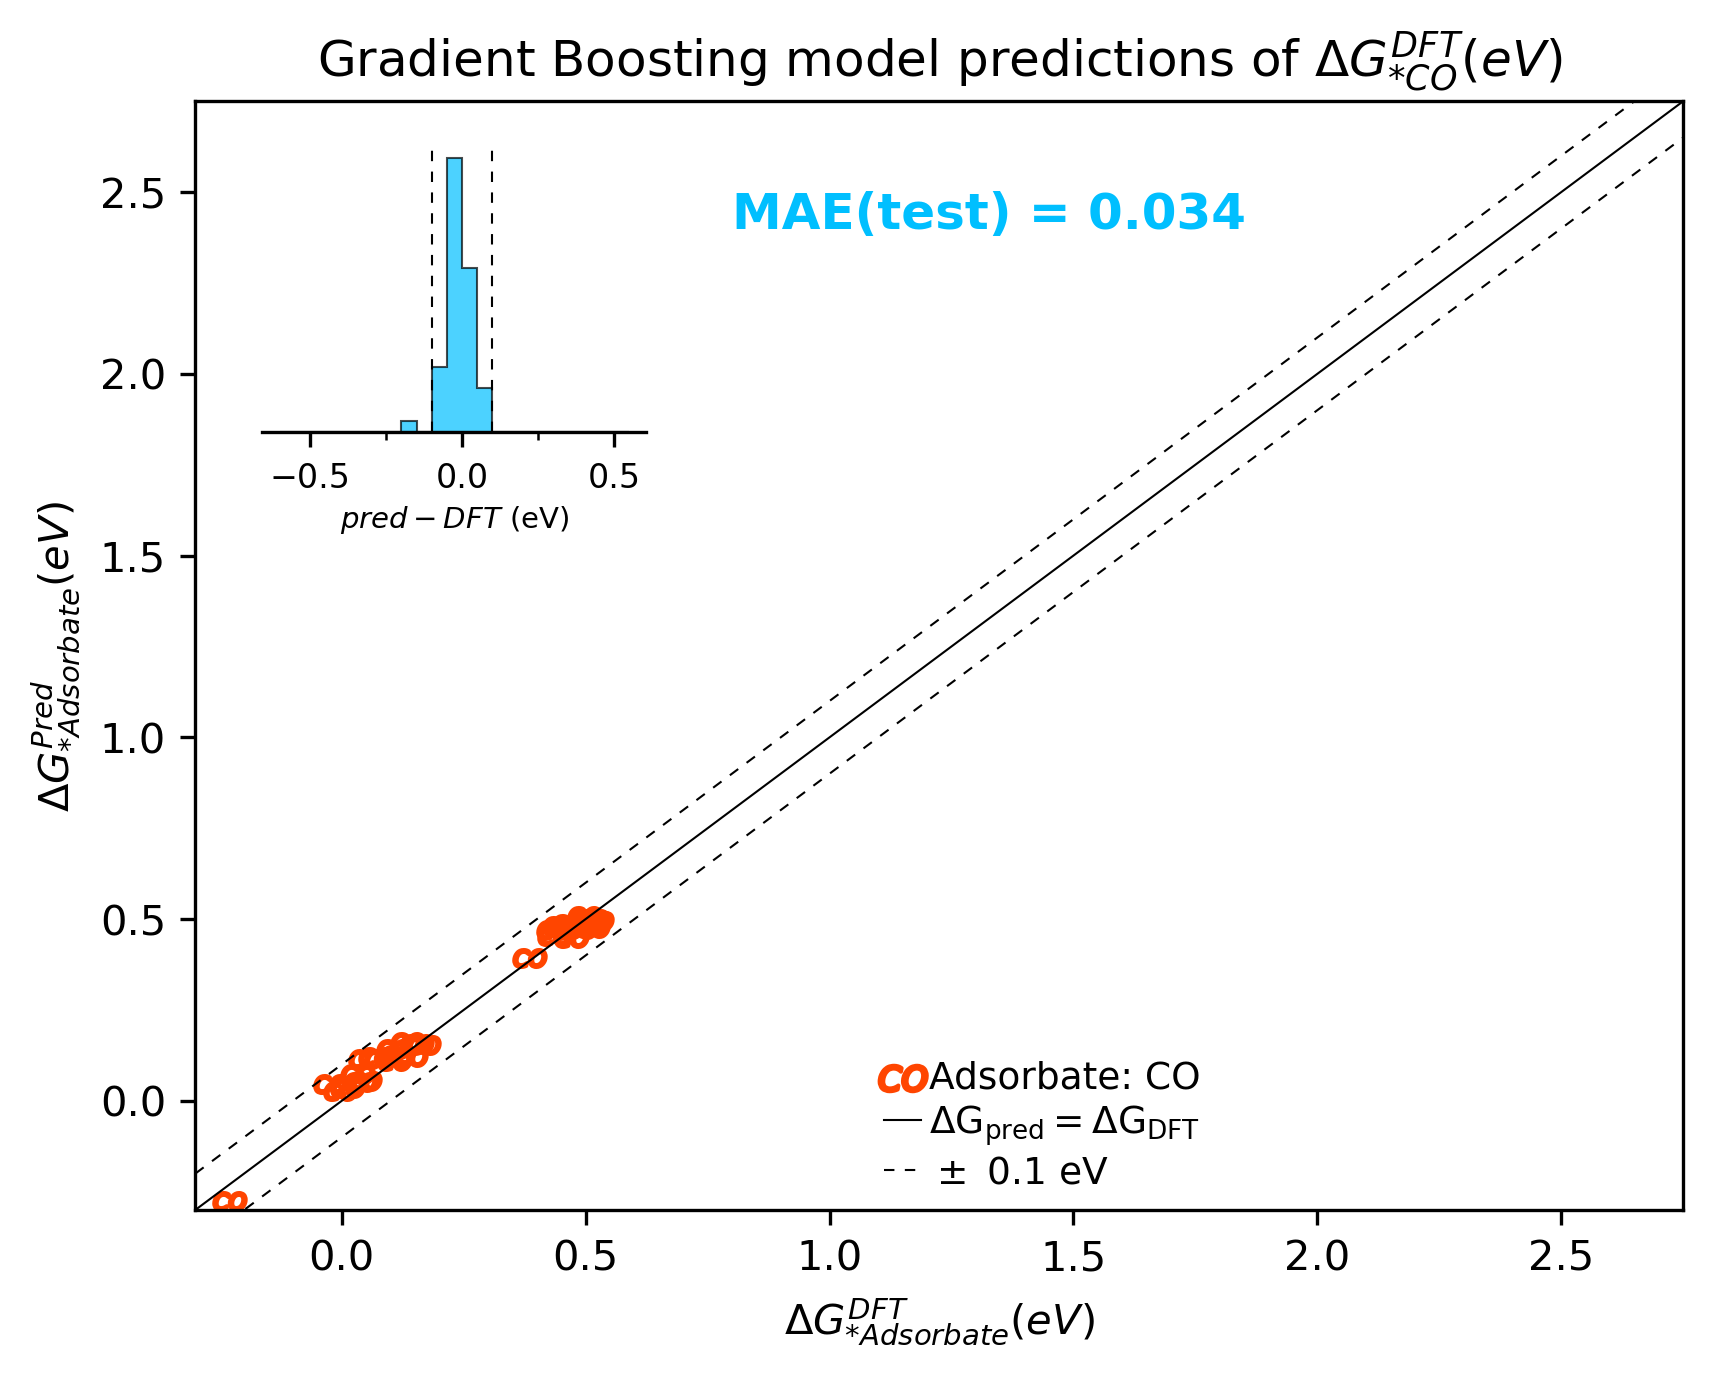 Gradient Boosting model predictions of ΔG*CO^DFT(eV)
MAE(test) = 0.034
2.5
2.0
1.5
1.0
0.5
0.0
−0.5 0.0 0.5
pred − DFT (eV)
ΔG*Adsorbate^Pred(eV)
co Adsorbate: CO
ΔGpred = ΔGDFT
± 0.1 eV
0.0 0.5 1.0 1.5 2.0 2.5
ΔG*Adsorbate^DFT(eV)